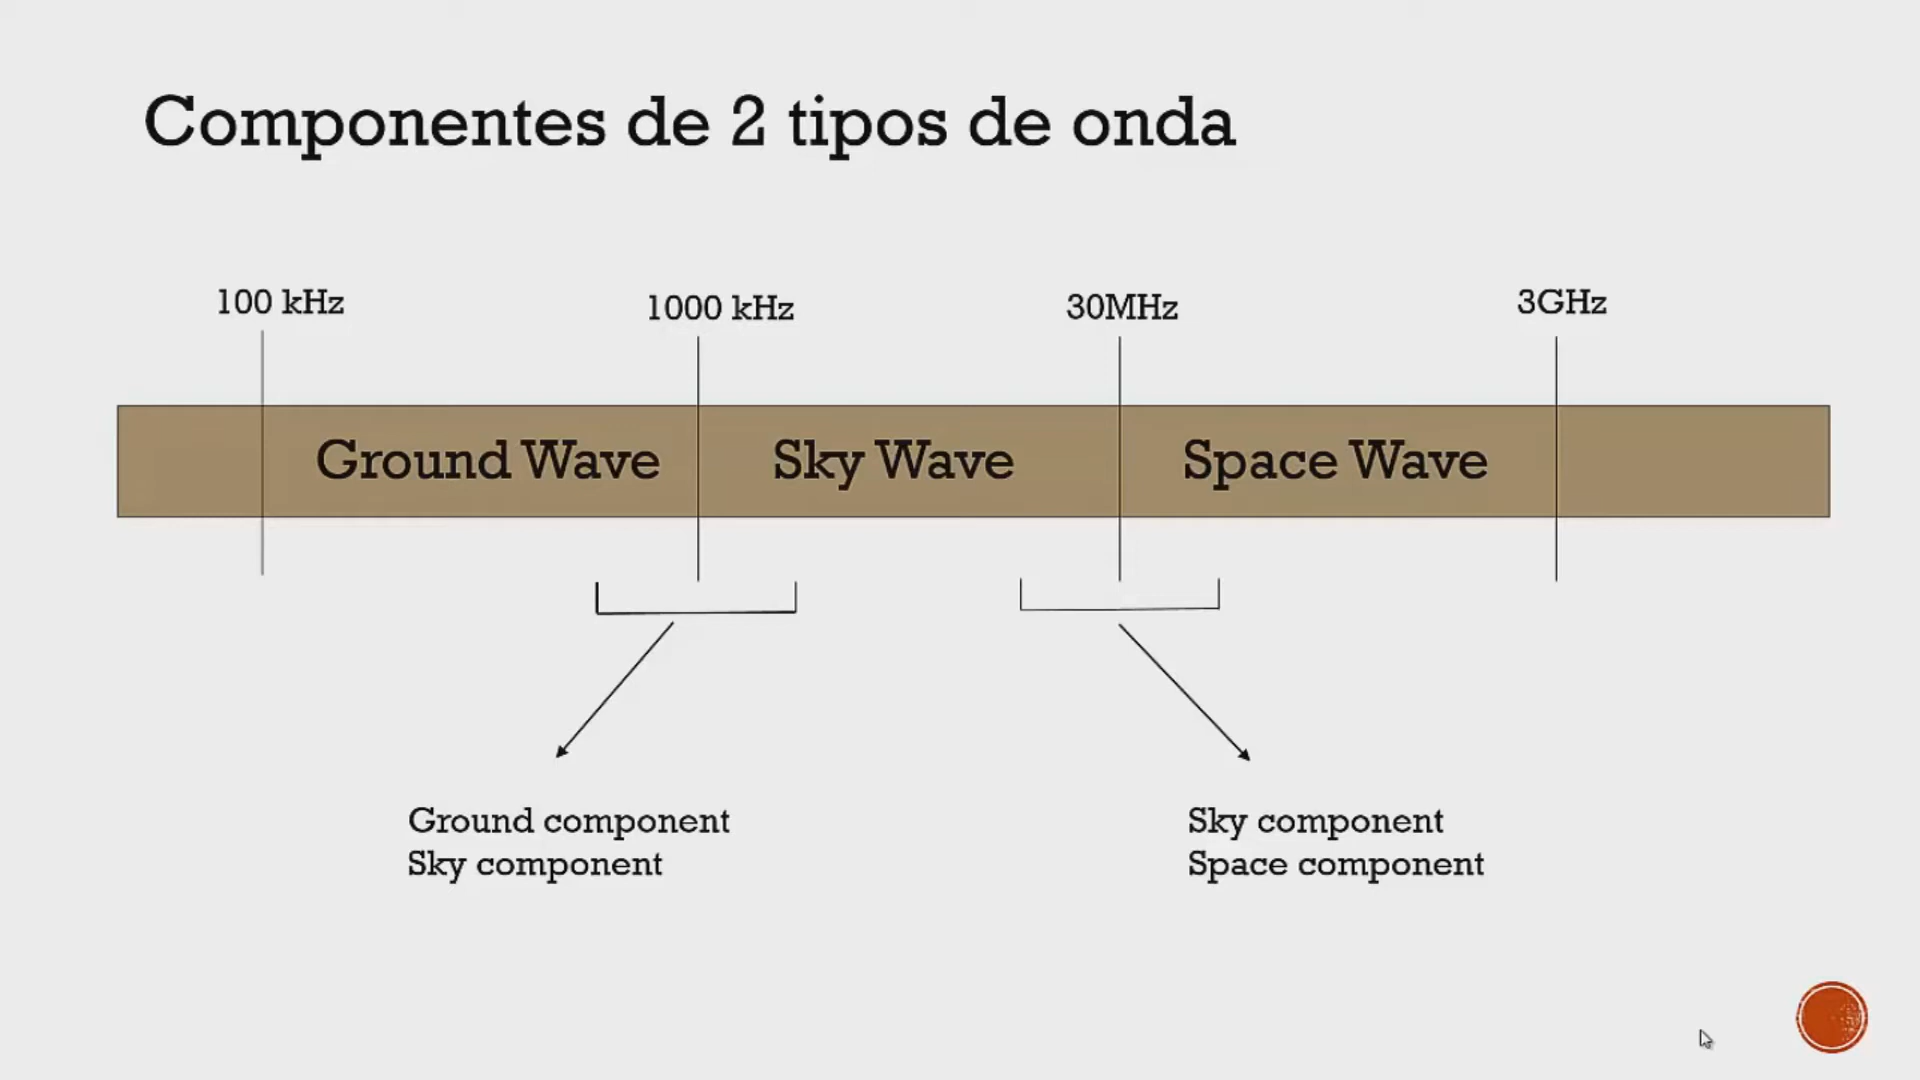 Componentes de 2 tipos de onda
100 kHz
1000 kHz
30MHz
3GHz
Ground Wave
Sky Wave
Space Wave
Ground component
Sky component
Sky component
Space component